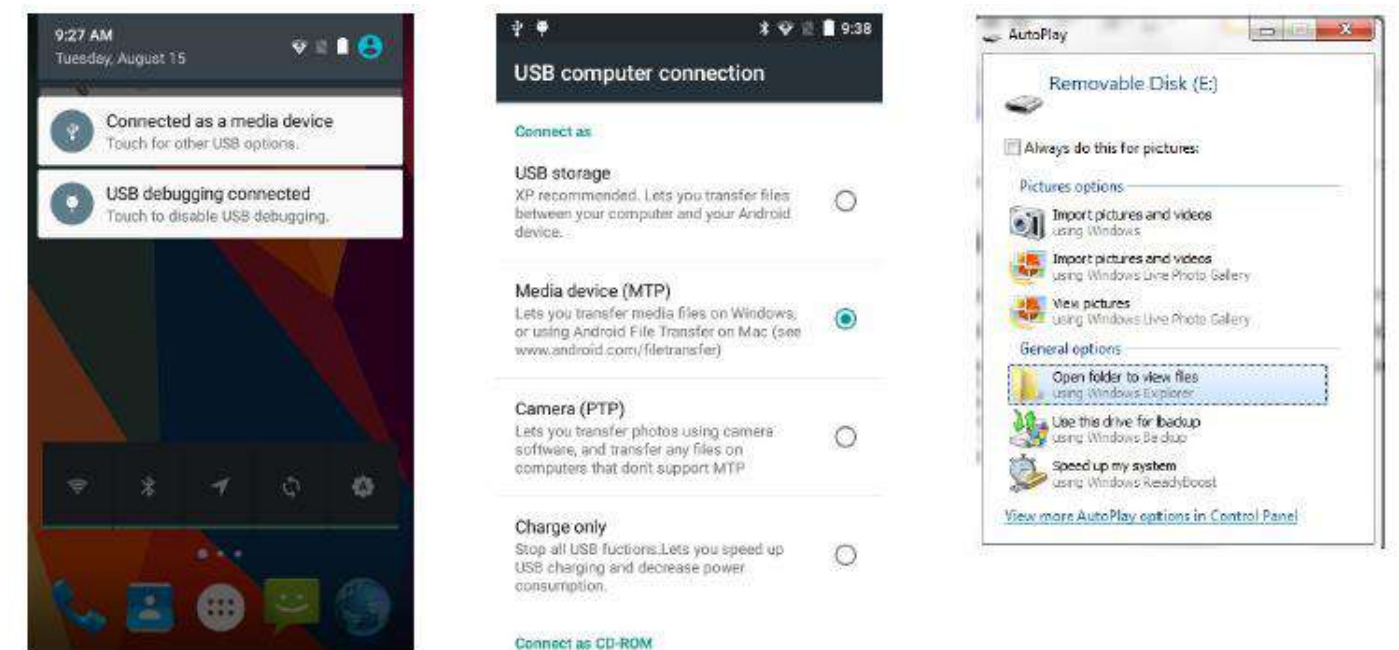 9:27 AM
Tuesday, August 15
Connected as a media device
Touch for other USB options.
USB debugging connected
Touch to disable USB debugging.
9:38
USB computer connection
Connect as
USB storage
XP recommended. Lets you transfer files
between your computer and your Android
device.
Media device (MTP)
Lets you transfer media files on Windows,
or using Android File Transfer on Mac (see
www.android.com/filetransfer)
Camera (PTP)
Lets you transfer photos using camera
software, and transfer any files on
computers that don't support MTP
Charge only
Stop all USB fuctions.Lets you speed up
USB charging and decrease power
consumption.
Connect as CD-ROM
AutoPlay
Removable Disk (E:)
Always do this for pictures:
Pictures options
Import pictures and videos
using Windows
Import pictures and videos
using Windows Live Photo Gallery
View pictures
using Windows Live Photo Gallery
General options
Open folder to view files
using Windows Explorer
Use this drive for backup
using Windows Backup
Speed up my system
using Windows ReadyBoost
View more AutoPlay options in Control Panel